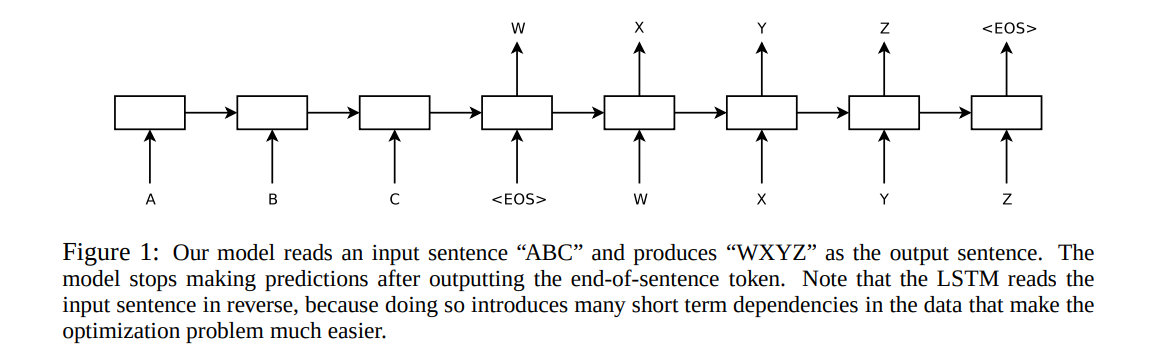 W X Y Z <EOS>
A B C <EOS> W X Y Z
Figure 1: Our model reads an input sentence “ABC” and produces “WXYZ” as the output sentence. The
model stops making predictions after outputting the end-of-sentence token. Note that the LSTM reads the
input sentence in reverse, because doing so introduces many short term dependencies in the data that make the
optimization problem much easier.